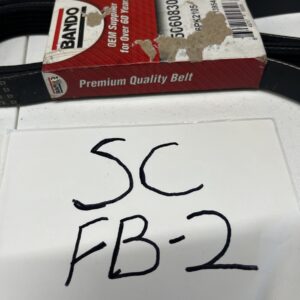 BANDO
OEM Supplier
for Over 60 Years
Premium Quality Belt
SC
FB-2